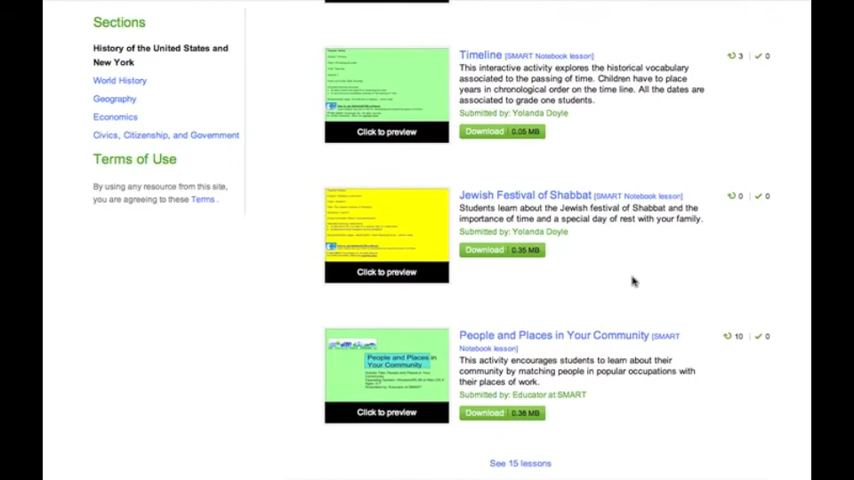 Sections
History of the United States and
New York
World History
Geography
Economics
Civics, Citizenship, and Government
Terms of Use
By using any resource from this site,
you are agreeing to these Terms .
Timeline [SMART Notebook lesson]
This interactive activity explores the historical vocabulary
associated to the passing of time. Children have to place
years in chronological order on the time line. All the dates are
associated to grade one students.
Submitted by: Yolanda Doyle
Download 0.05 MB
3 0
Click to preview
Jewish Festival of Shabbat [SMART Notebook lesson]
Students learn about the Jewish festival of Shabbat and the
importance of time and a special day of rest with your family.
Submitted by: Yolanda Doyle
Download 0.35 MB
0 0
Click to preview
People and Places in
Your Community
Click to preview
People and Places in Your Community [SMART
Notebook lesson]
This activity encourages students to learn about their
community by matching people in popular occupations with
their places of work.
Submitted by: Educator at SMART
Download 0.38 MB
10 0
See 15 lessons